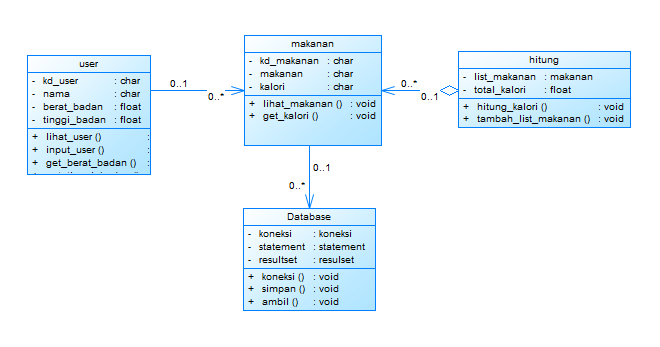 user
- kd_user : char
- nama : char
- berat_badan : float
- tinggi_badan : float
+ lihat_user () :
+ input_user () :
+ get_berat_badan () :
0..1
0..*
makanan
- kd_makanan : char
- makanan : char
- kalori : char
+ lihat_makanan () : void
+ get_kalori () : void
0..*
0..1
hitung
- list_makanan : makanan
- total_kalori : float
+ hitung_kalori () : void
+ tambah_list_makanan () : void
0..1
0..*
Database
- koneksi : koneksi
- statement : statement
- resultset : resulset
+ koneksi () : void
+ simpan () : void
+ ambil () : void